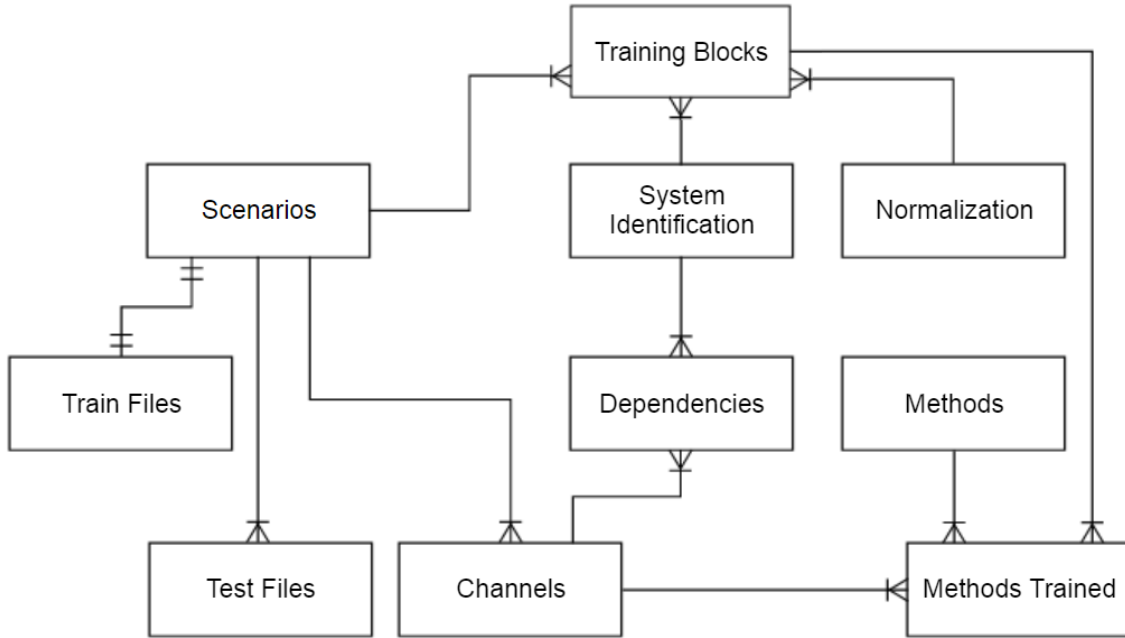 Training Blocks
Scenarios
System
Identification
Normalization
Train Files
Dependencies
Methods
Test Files
Channels
Methods Trained